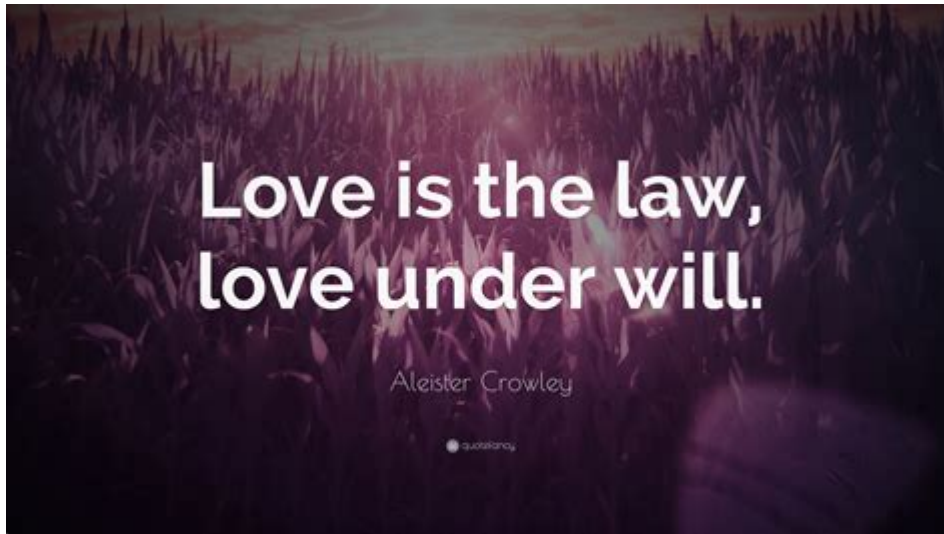 Love is the law,
love under will.
Aleister Crowley
quotefancy